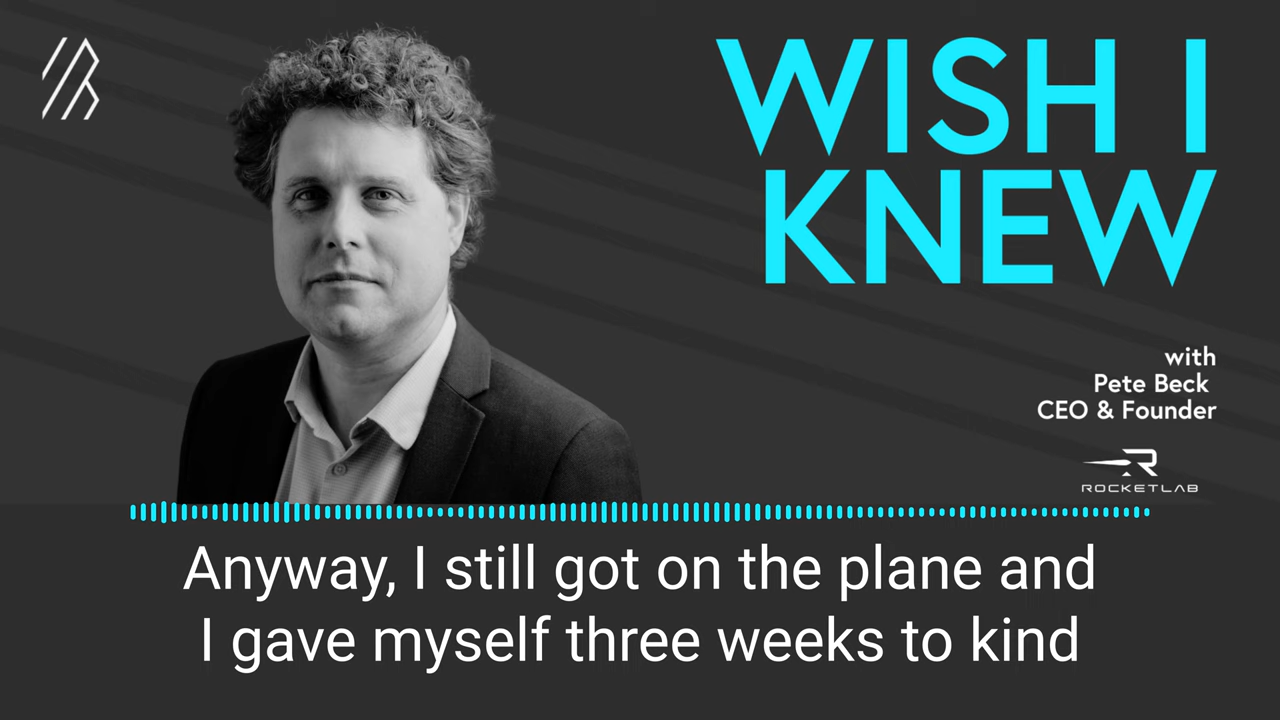 WISH I
KNEW
with
Pete Beck
CEO & Founder
ROCKETLAB
Anyway, I still got on the plane and
I gave myself three weeks to kind